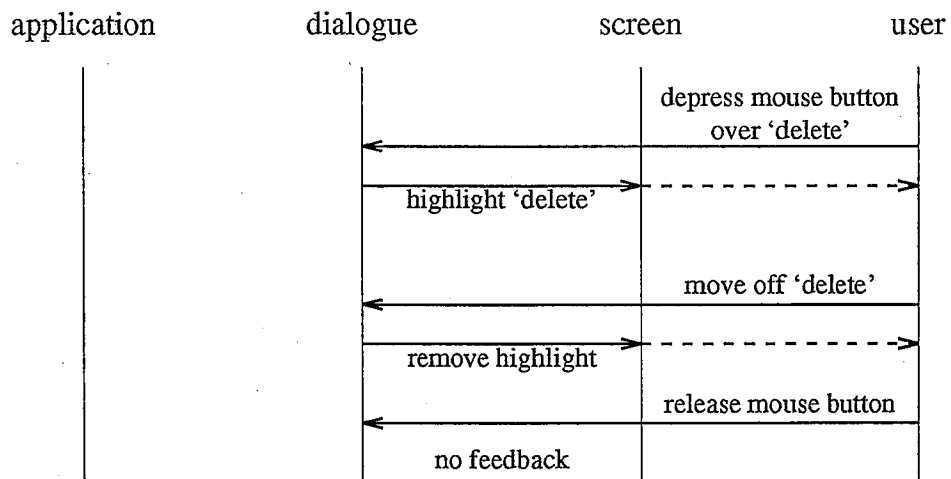 application dialogue screen user
depress mouse button
over ‘delete’
highlight ‘delete’
move off ‘delete’
remove highlight
release mouse button
no feedback